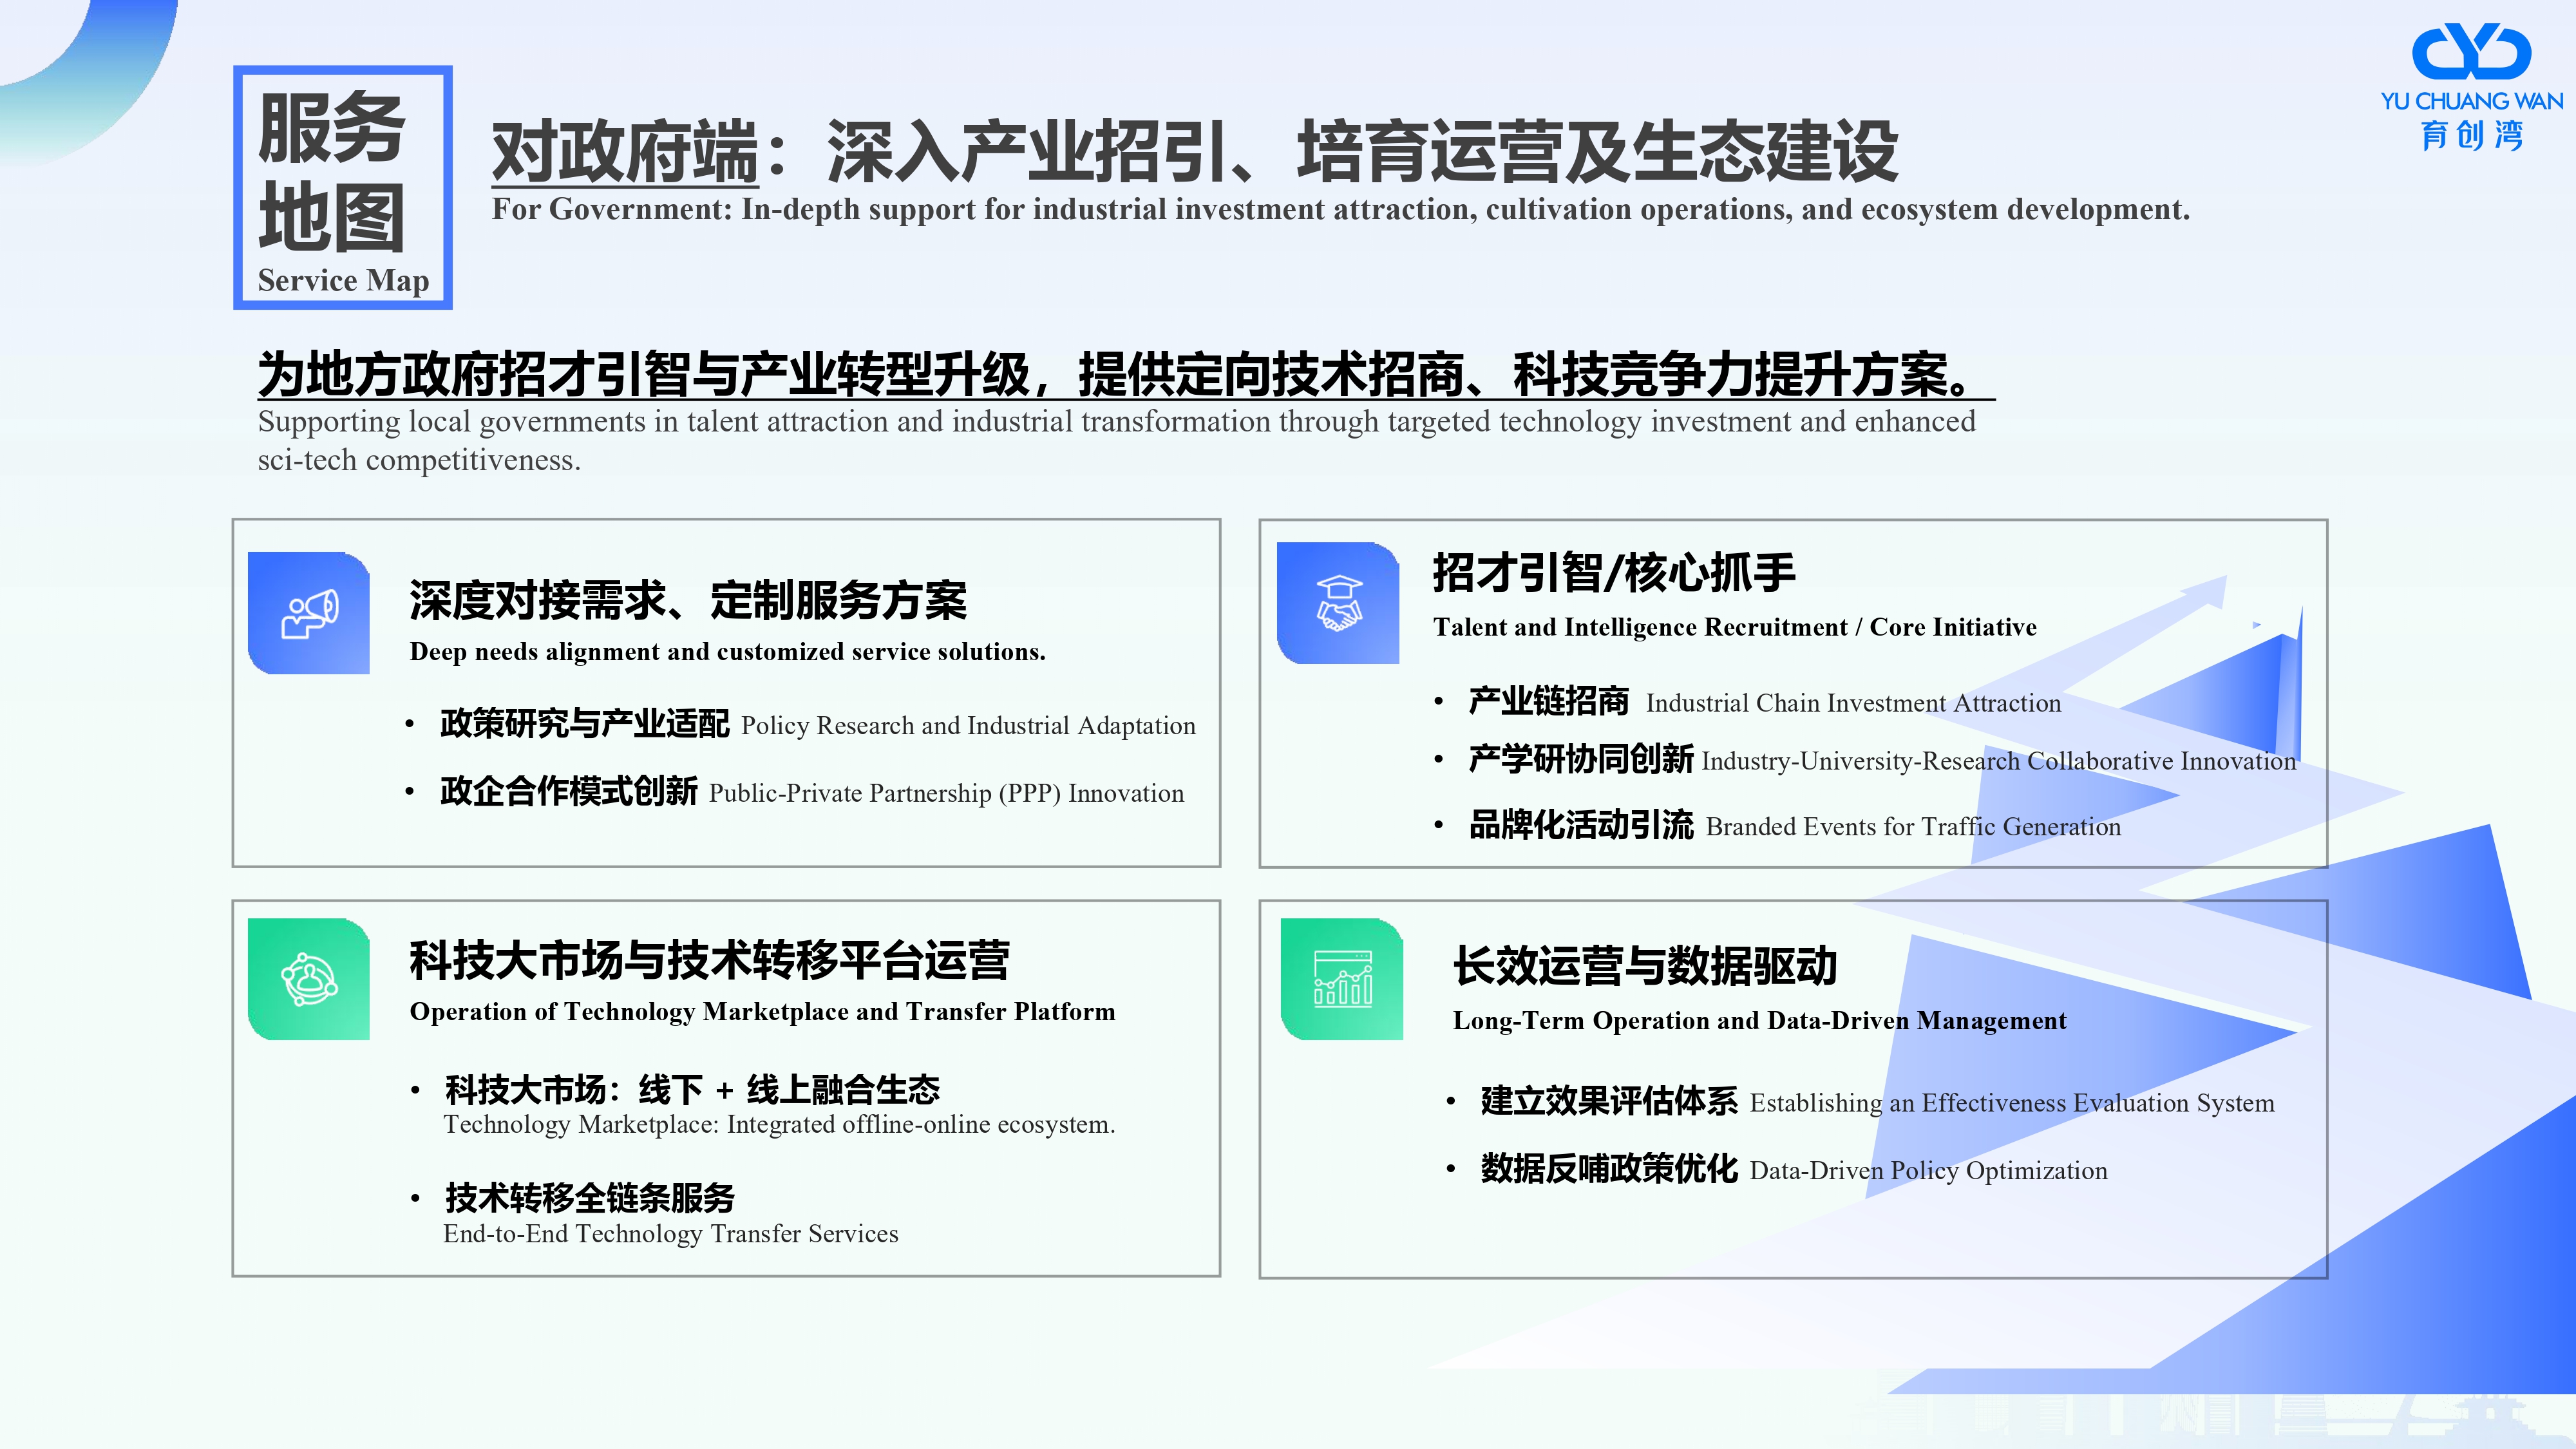 服务
地图
Service Map
对政府端：深入产业招引、培育运营及生态建设
For Government: In-depth support for industrial investment attraction, cultivation operations, and ecosystem development.
YU CHUANG WAN
育创湾
为地方政府招才引智与产业转型升级，提供定向技术招商、科技竞争力提升方案。
Supporting local governments in talent attraction and industrial transformation through targeted technology investment and enhanced
sci-tech competitiveness.
深度对接需求、定制服务方案
Deep needs alignment and customized service solutions.
• 政策研究与产业适配 Policy Research and Industrial Adaptation
• 政企合作模式创新 Public-Private Partnership (PPP) Innovation
招才引智/核心抓手
Talent and Intelligence Recruitment / Core Initiative
• 产业链招商 Industrial Chain Investment Attraction
• 产学研协同创新 Industry-University-Research Collaborative Innovation
• 品牌化活动引流 Branded Events for Traffic Generation
科技大市场与技术转移平台运营
Operation of Technology Marketplace and Transfer Platform
• 科技大市场：线下 + 线上融合生态
Technology Marketplace: Integrated offline-online ecosystem.
• 技术转移全链条服务
End-to-End Technology Transfer Services
长效运营与数据驱动
Long-Term Operation and Data-Driven Management
• 建立效果评估体系 Establishing an Effectiveness Evaluation System
• 数据反哺政策优化 Data-Driven Policy Optimization